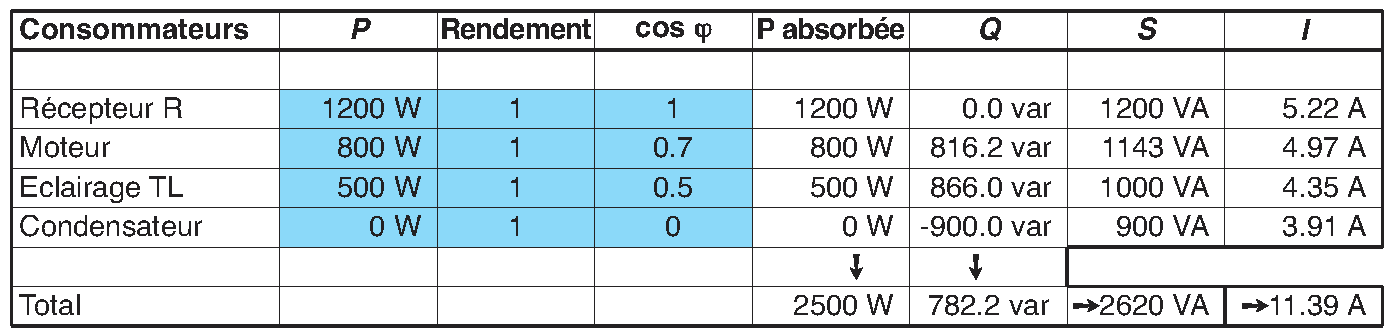 Consommateurs P Rendement cos φ P absorbée Q S I
Récepteur R 1200 W 1 1 1200 W 0.0 var 1200 VA 5.22 A
Moteur 800 W 1 0.7 800 W 816.2 var 1143 VA 4.97 A
Eclairage TL 500 W 1 0.5 500 W 866.0 var 1000 VA 4.35 A
Condensateur 0 W 1 0 0 W -900.0 var 900 VA 3.91 A
Total 2500 W 782.2 var →2620 VA →11.39 A